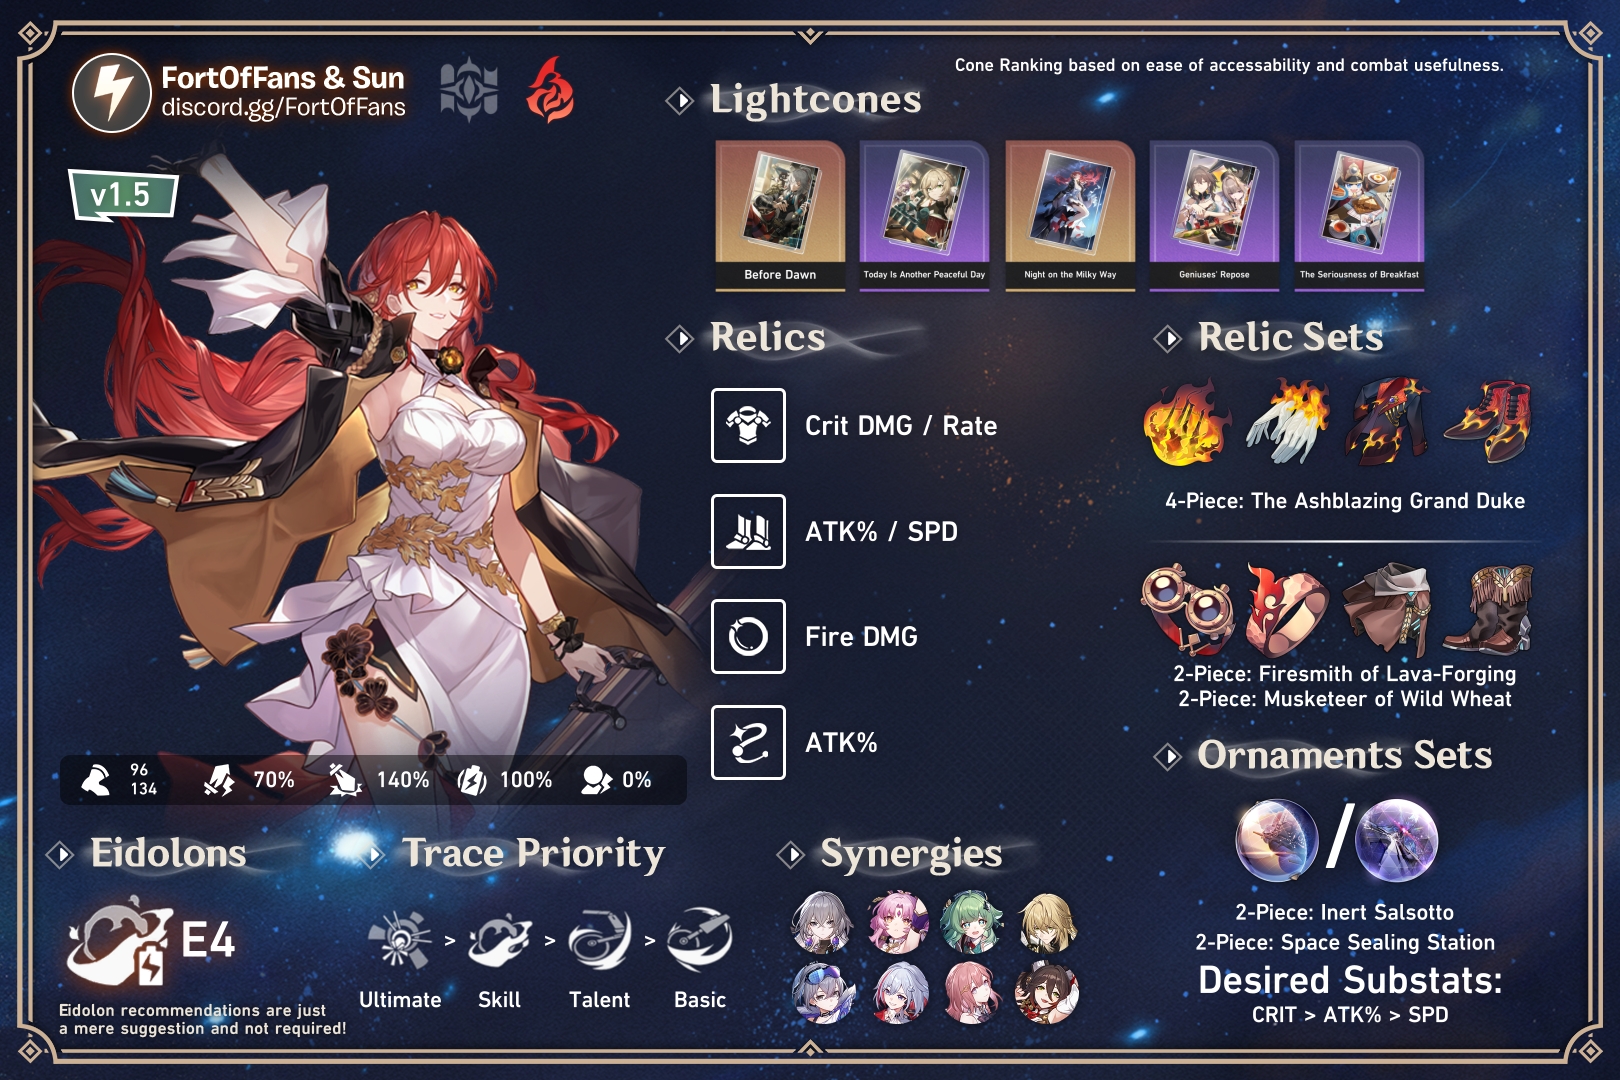 FortOfFans & Sun
discord.gg/FortOfFans
v1.5
Cone Ranking based on ease of accessability and combat usefulness.
Lightcones
Before Dawn
Today Is Another Peaceful Day
Night on the Milky Way
Geniuses' Repose
The Seriousness of Breakfast
Relics
Crit DMG / Rate
ATK% / SPD
Fire DMG
ATK%
Relic Sets
4-Piece: The Ashblazing Grand Duke
2-Piece: Firesmith of Lava-Forging
2-Piece: Musketeer of Wild Wheat
Ornaments Sets
/
2-Piece: Inert Salsotto
2-Piece: Space Sealing Station
Desired Substats:
CRIT > ATK% > SPD
96
134
70%
140%
100%
0%
Eidolons
E4
Eidolon recommendations are just
a mere suggestion and not required!
Trace Priority
> > >
Ultimate Skill Talent Basic
Synergies